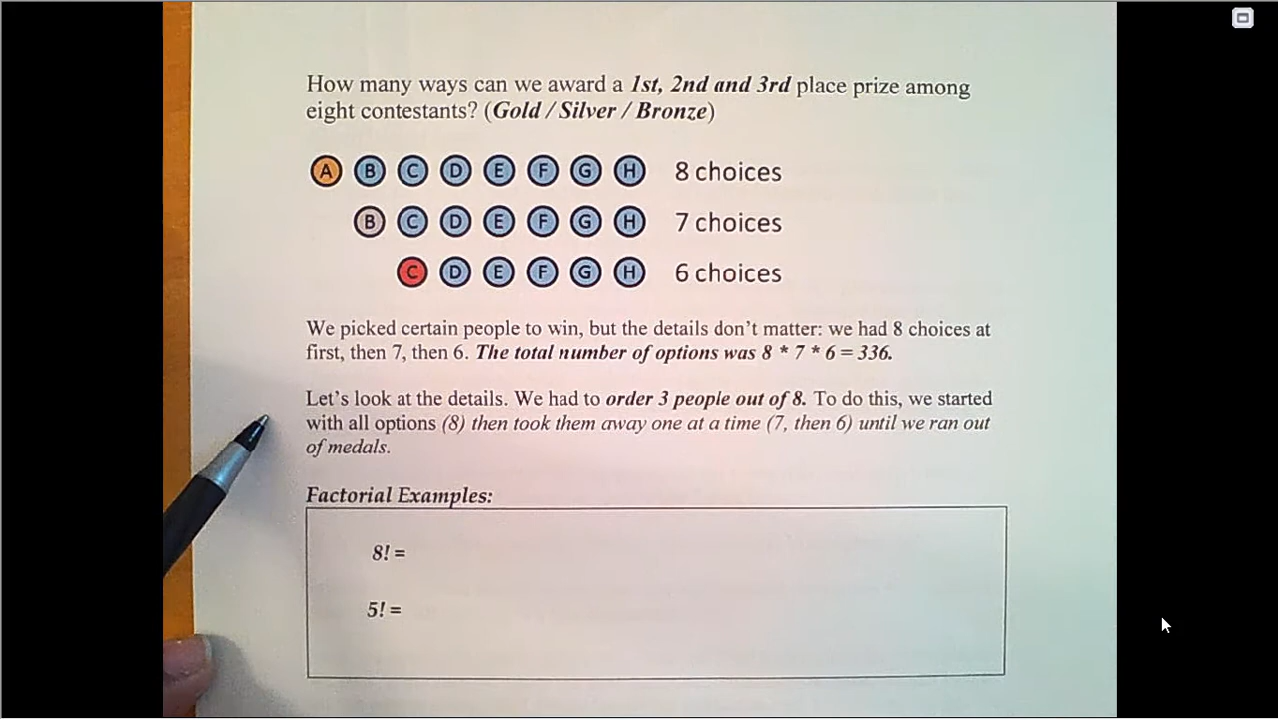 How many ways can we award a 1st, 2nd and 3rd place prize among
eight contestants? (Gold / Silver / Bronze)
A B C D E F G H 8 choices
B C D E F G H 7 choices
C D E F G H 6 choices
We picked certain people to win, but the details don't matter: we had 8 choices at
first, then 7, then 6. The total number of options was 8 * 7 * 6 = 336.
Let's look at the details. We had to order 3 people out of 8. To do this, we started
with all options (8) then took them away one at a time (7, then 6) until we ran out
of medals.
Factorial Examples:
8! =
5! =